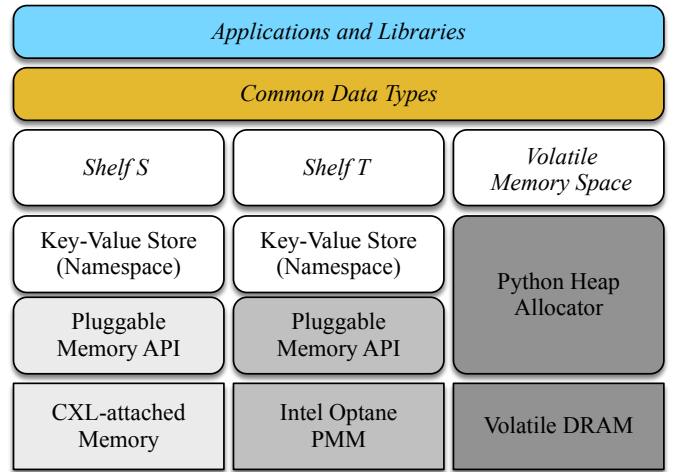 Applications and Libraries
Common Data Types
Shelf S
Shelf T
Volatile
Memory Space
Key-Value Store
(Namespace)
Key-Value Store
(Namespace)
Python Heap
Allocator
Pluggable
Memory API
Pluggable
Memory API
CXL-attached
Memory
Intel Optane
PMM
Volatile DRAM